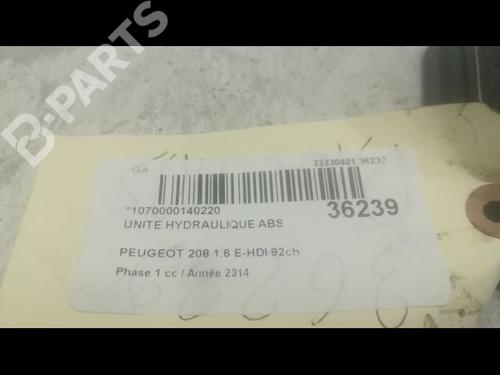 B-PARTS
GA
33330401 36232
*1070000140220
36239
UNITE HYDRAULIQUE ABS
PEUGEOT 208 1.6 E-HDI 92ch
Phase 1 cc / Année 2014